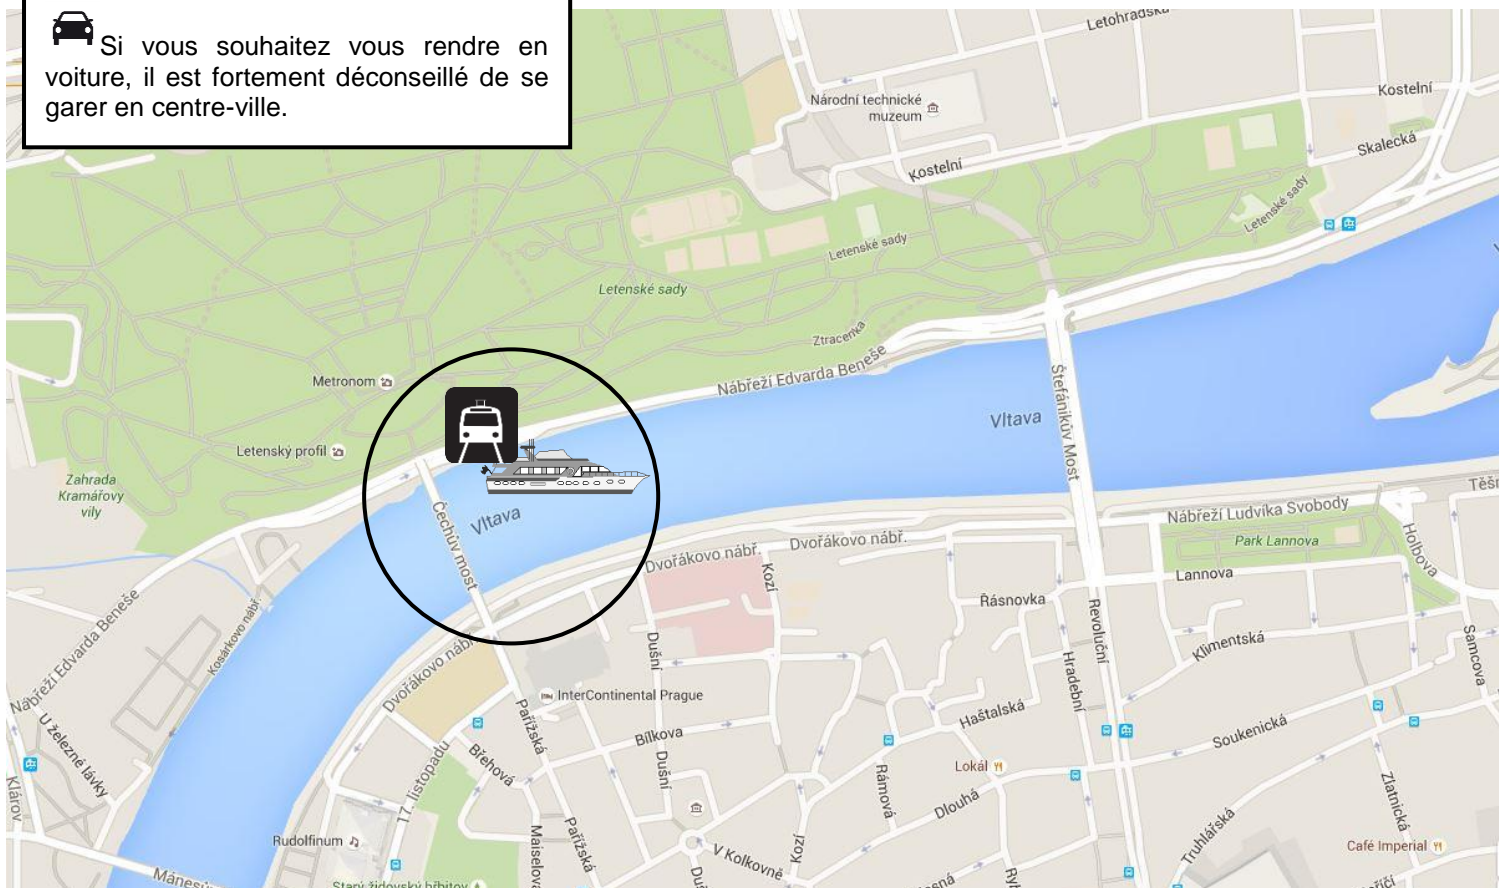 Si vous souhaitez vous rendre en
voiture, il est fortement déconseillé de se
garer en centre-ville.
Letohradská
Národní technické
muzeum
Kostelní
Kostelní
Skalecká
Letenské sady
Letenské sady
Letenské sady
Ztracenka
Metronom
Nábřeží Edvarda Beneše
Štefánikův Most
Vltava
Letenský profil
Zahrada
Kramářovy
vily
Vltava
Čechův most
Nábřeží Ludvíka Svobody
Park Lannova
Holbova
Dvořákovo nábř.
Dvořákovo nábř.
Kozí
Lannova
Řásnovka
Revoluční
Klimentská
Samcova
Nábřeží Edvarda Beneše
Kosárkovo nábř.
Dvořákovo nábř.
Dušní
Hradební
InterContinental Prague
Pařížská
Haštalská
U železné lávky
Bílkova
Soukenická
Břehová
17. listopadu
Dušní
Lokál
Rámová
Dlouhá
Zlatnická
Klárov
Truhlářská
Rudolfinum
Maiselova
Pařížská
V Kolkovně
Kozí
Café Imperial
Starý židovský hřbitov